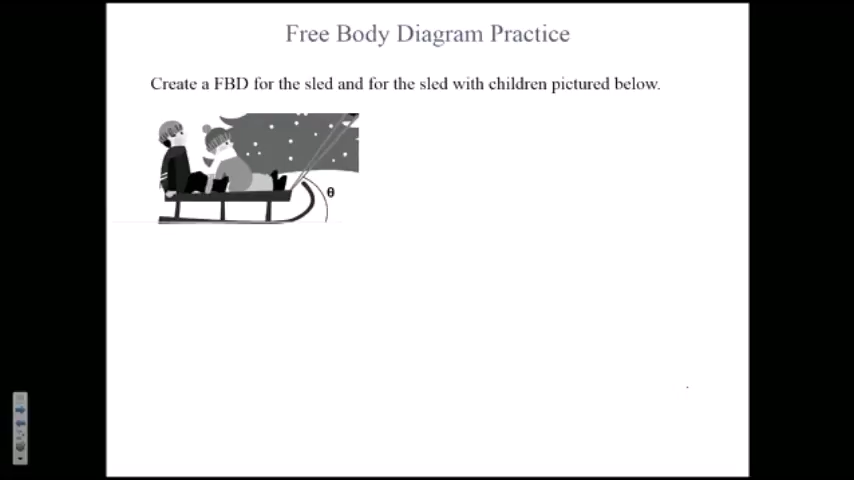 Free Body Diagram Practice
Create a FBD for the sled and for the sled with children pictured below.
θ